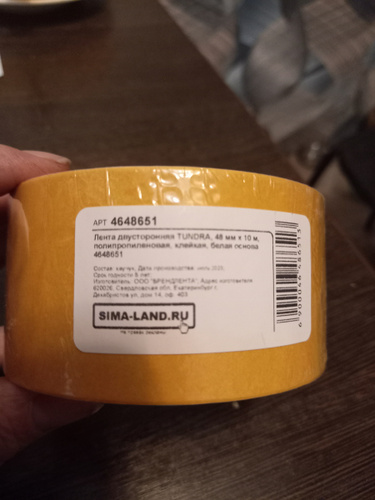 АРТ 4648651
Лента двусторонняя TUNDRA, 48 мм х 10 м,
полипропиленовая, клейкая, белая основа
4648651
Состав: каучук. Дата производства: июль 2025.
Срок годности 5 лет.
Изготовитель: ООО "БРЕНДЛЕНТА". Адрес изготовителя:
620026, Свердловская обл, Екатеринбург г,
Декабристов ул, дом 14, оф. 403
SIMA-LAND.RU